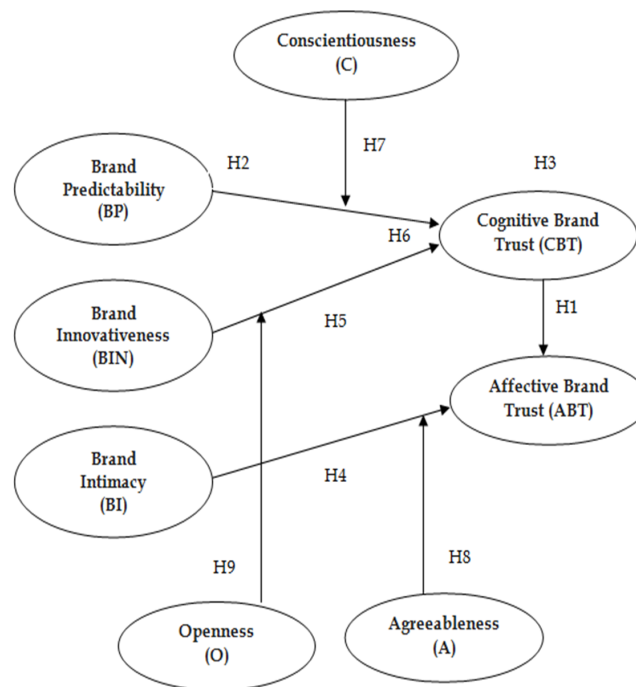 Conscientiousness
(C)
H7
H2
H3
Brand
Predictability
(BP)
Cognitive Brand
Trust (CBT)
H6
Brand
Innovativeness
(BIN)
H5
H1
Affective Brand
Trust (ABT)
Brand
Intimacy
(BI)
H4
H9
H8
Openness
(O)
Agreeableness
(A)